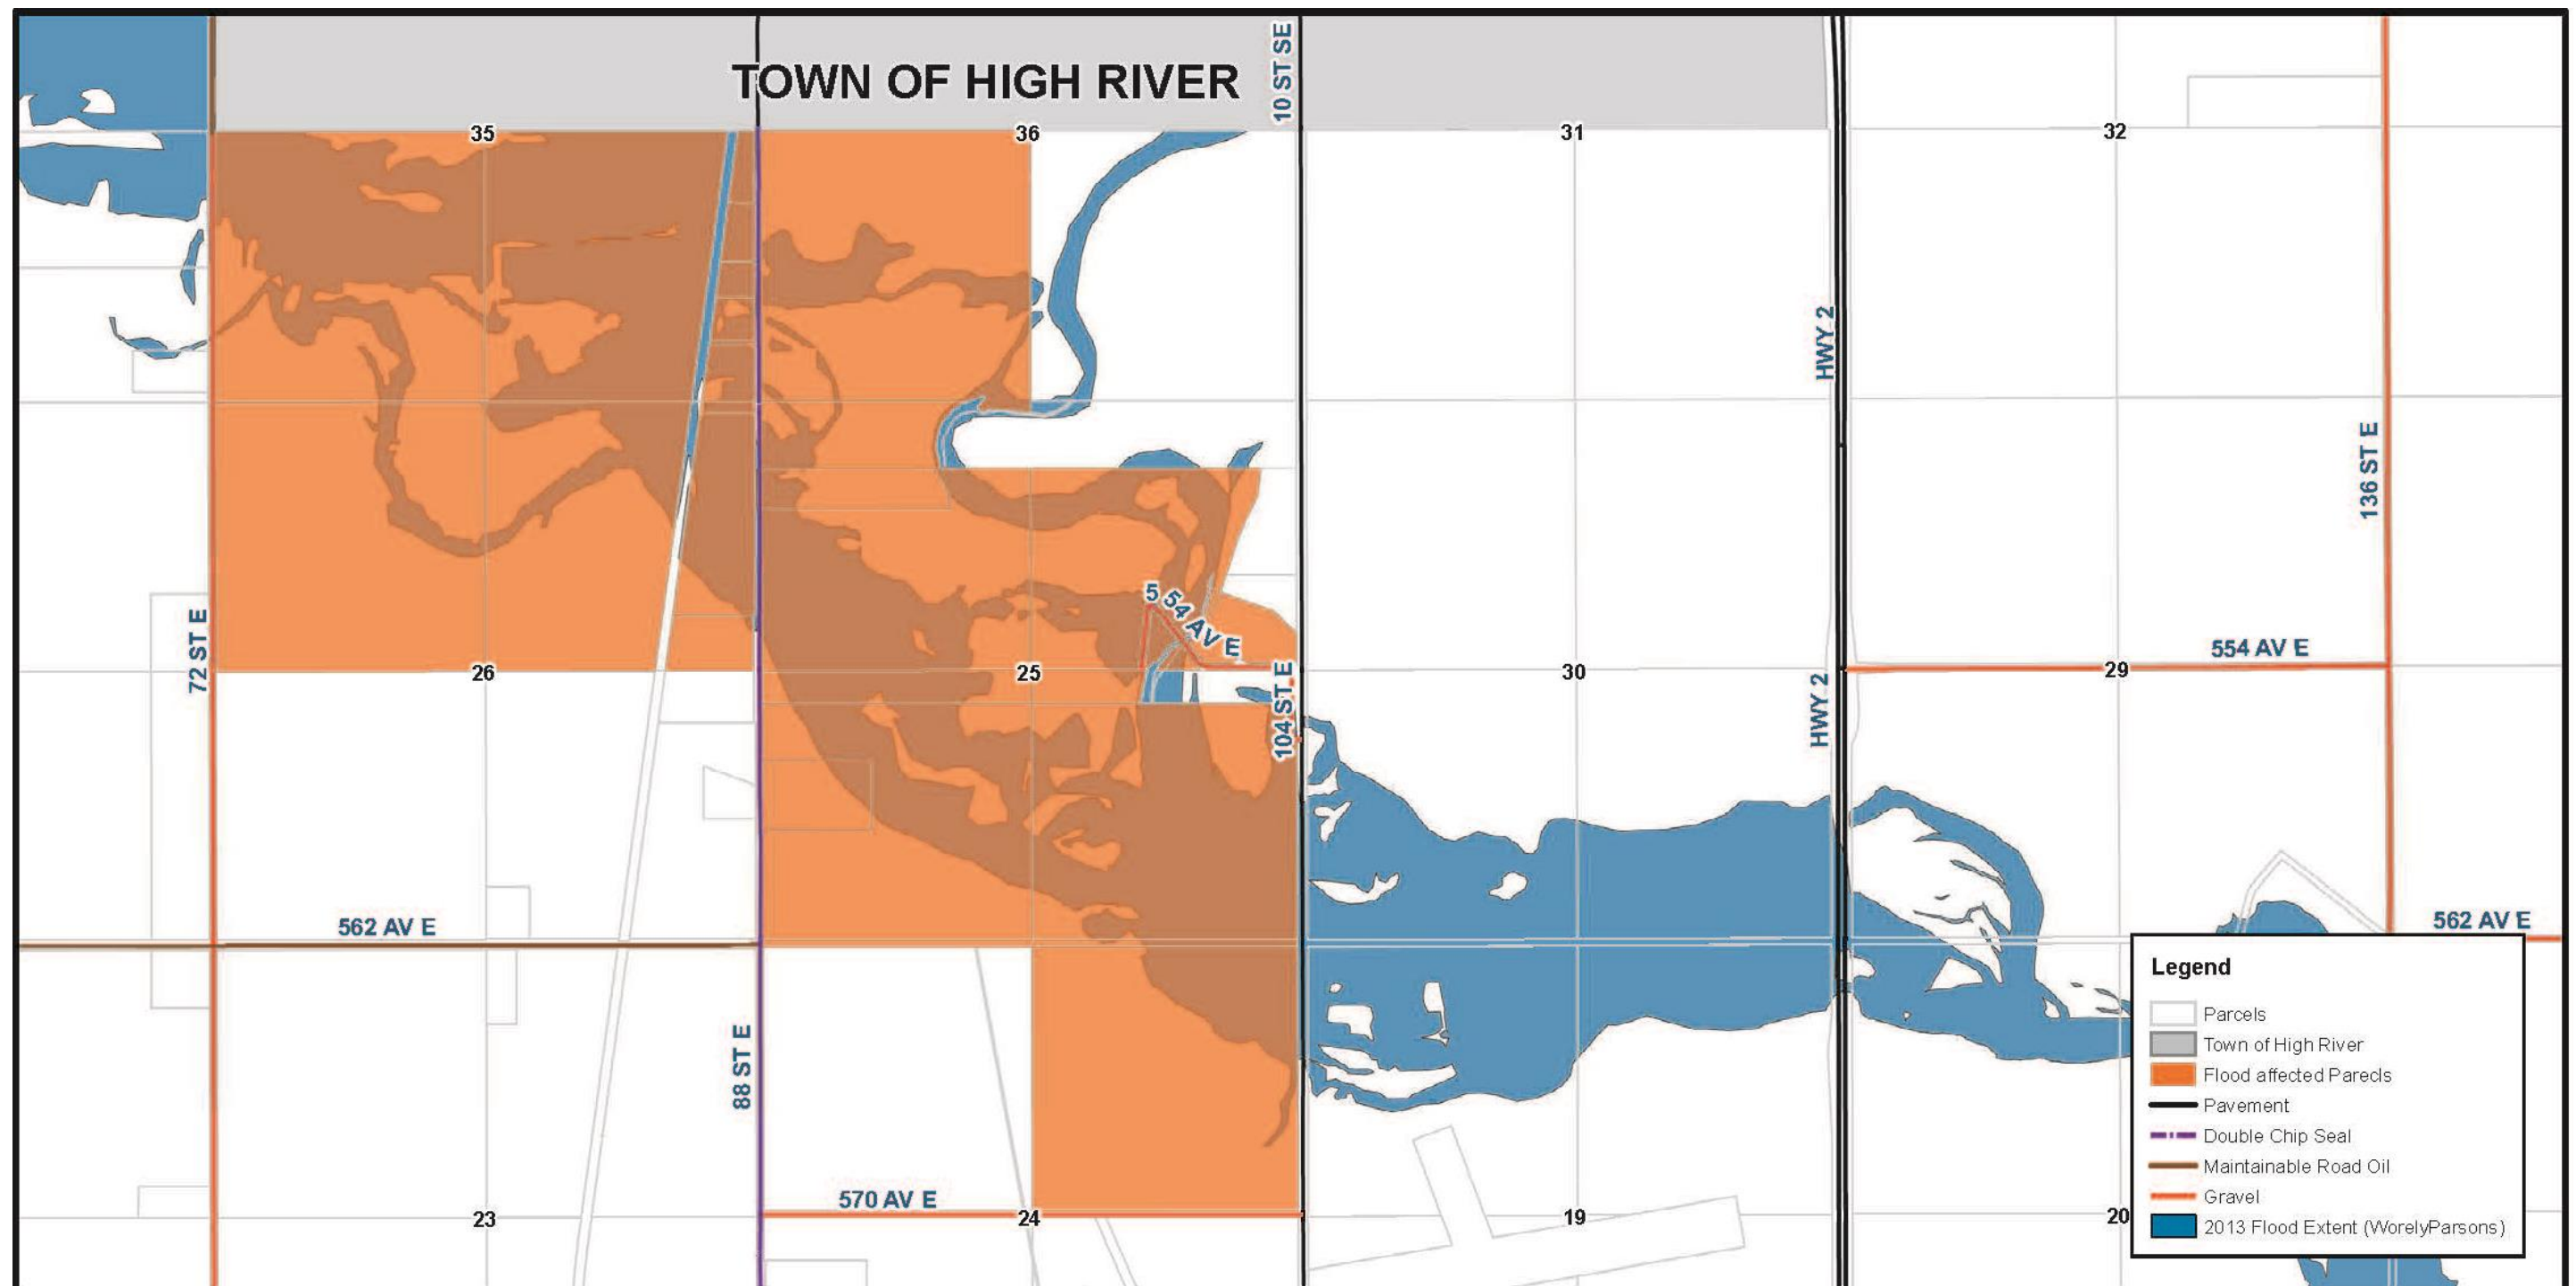 TOWN OF HIGH RIVER
10 ST SE
35
36
31
32
HWY 2
136 ST E
72 ST E
5 54 AV E
554 AV E
26
25
30
29
104 ST E
HWY 2
562 AV E
562 AV E
88 ST E
570 AV E
23
24
19
20
Legend
Parcels
Town of High River
Flood affected Parecls
Pavement
Double Chip Seal
Maintainable Road Oil
Gravel
2013 Flood Extent (WorelyParsons)